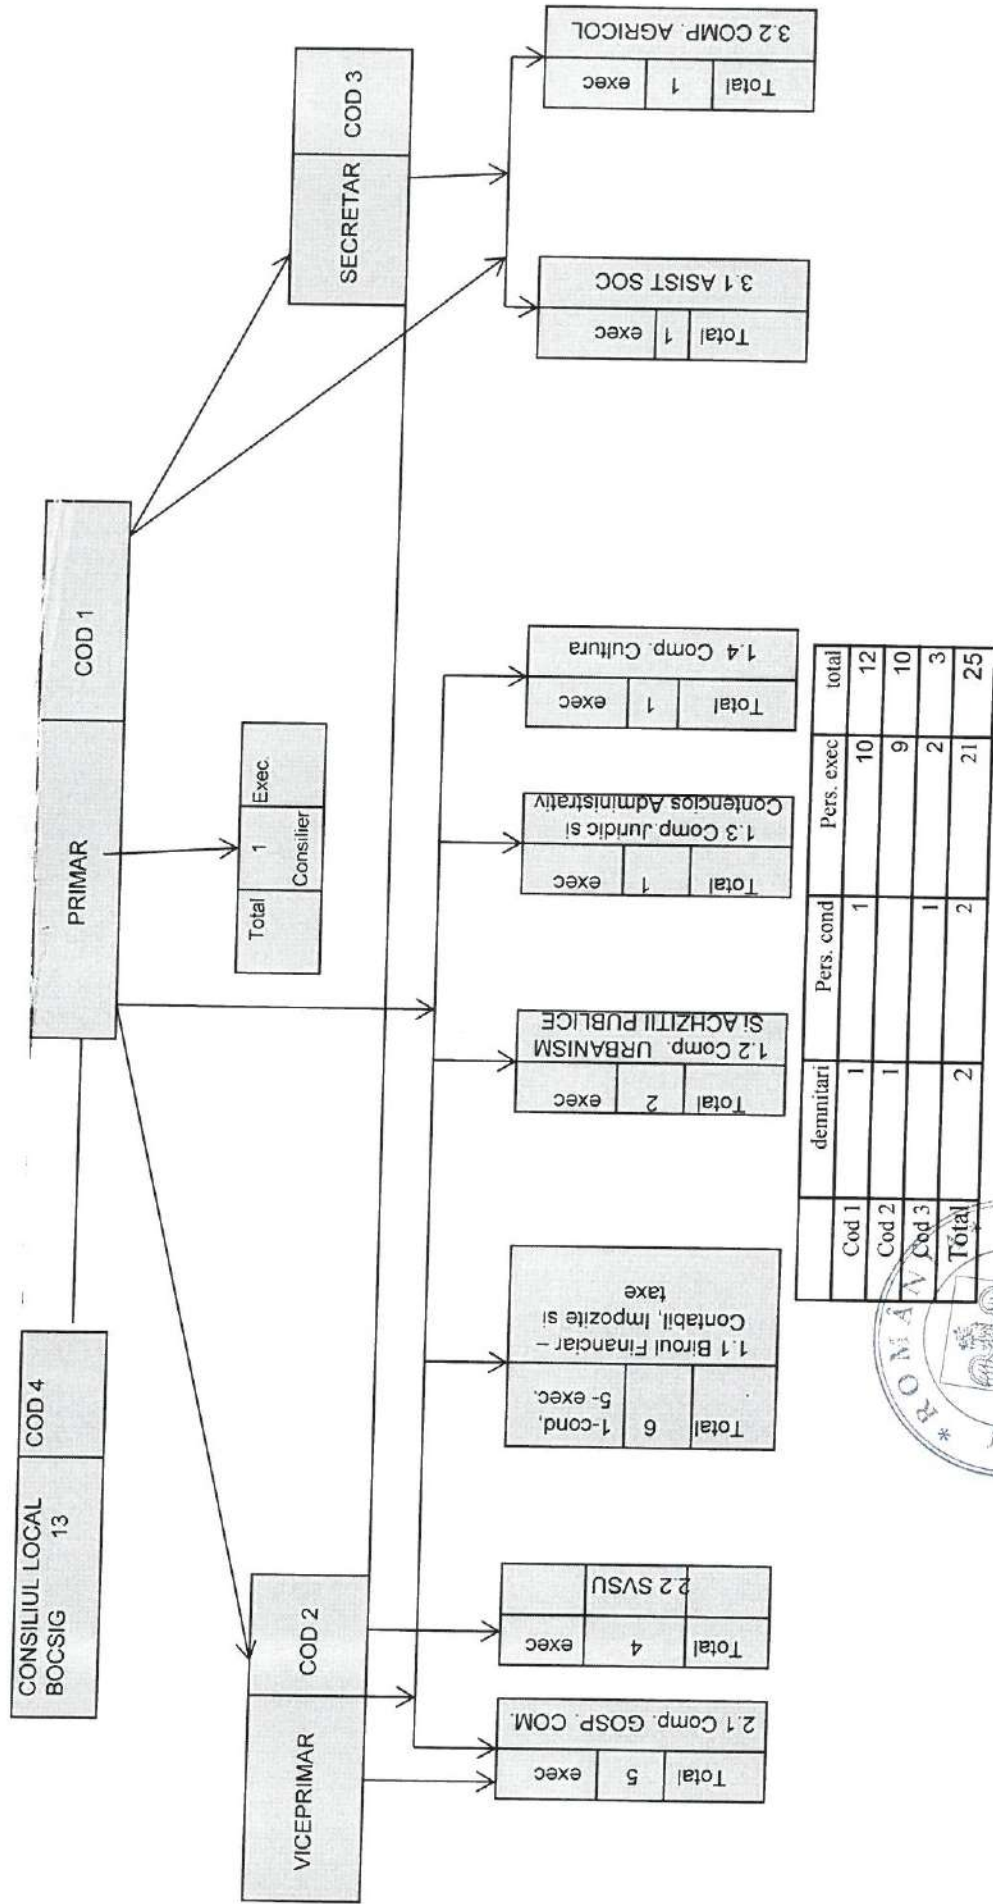 CONSILIUL LOCAL
BOCSIG 13
COD 4
PRIMAR
COD 1
Total
1
Consilier
Exec.
VICEPRIMAR
COD 2
SECRETAR
COD 3
2.1 Comp. GOSP. COM.
Total
5
exec
2.2 SVSU
Total
4
exec
1.1 Biroul Financiar –
Contabil, Impozite si
taxe
Total
6
1-cond,
5- exec.
1.2 Comp. URBANISM
Si ACHZITII PUBLICE
Total
2
exec
1.3 Comp. Juridic si
Contencios Administrativ
Total
1
exec
1.4 Comp. Cultura
Total
1
exec
3.1 ASIST SOC
Total
1
exec
3.2 COMP. AGRICOL
Total
1
exec
demnitari Pers. cond Pers. exec total
Cod 1 1 1 10 12
Cod 2 1 9 10
Cod 3 1 2 3
Total 2 2 21 25
* ROMÂN